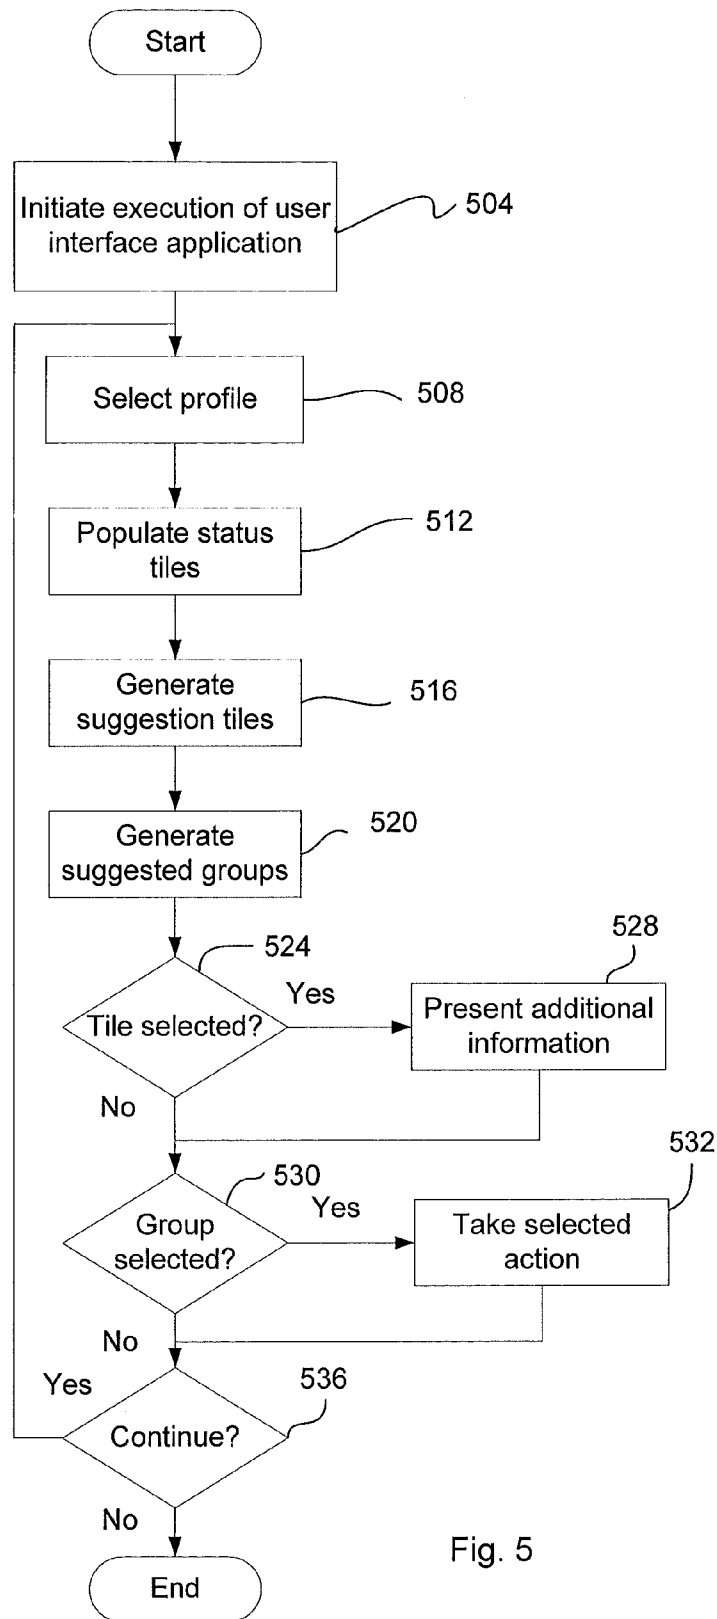 Start
Initiate execution of user
interface application
504
Select profile
508
Populate status
tiles
512
Generate
suggestion tiles
516
Generate
suggested groups
520
524
Tile selected?
Yes
528
Present additional
information
No
530
Group
selected?
Yes
532
Take selected
action
No
Yes
536
Continue?
No
End
Fig. 5